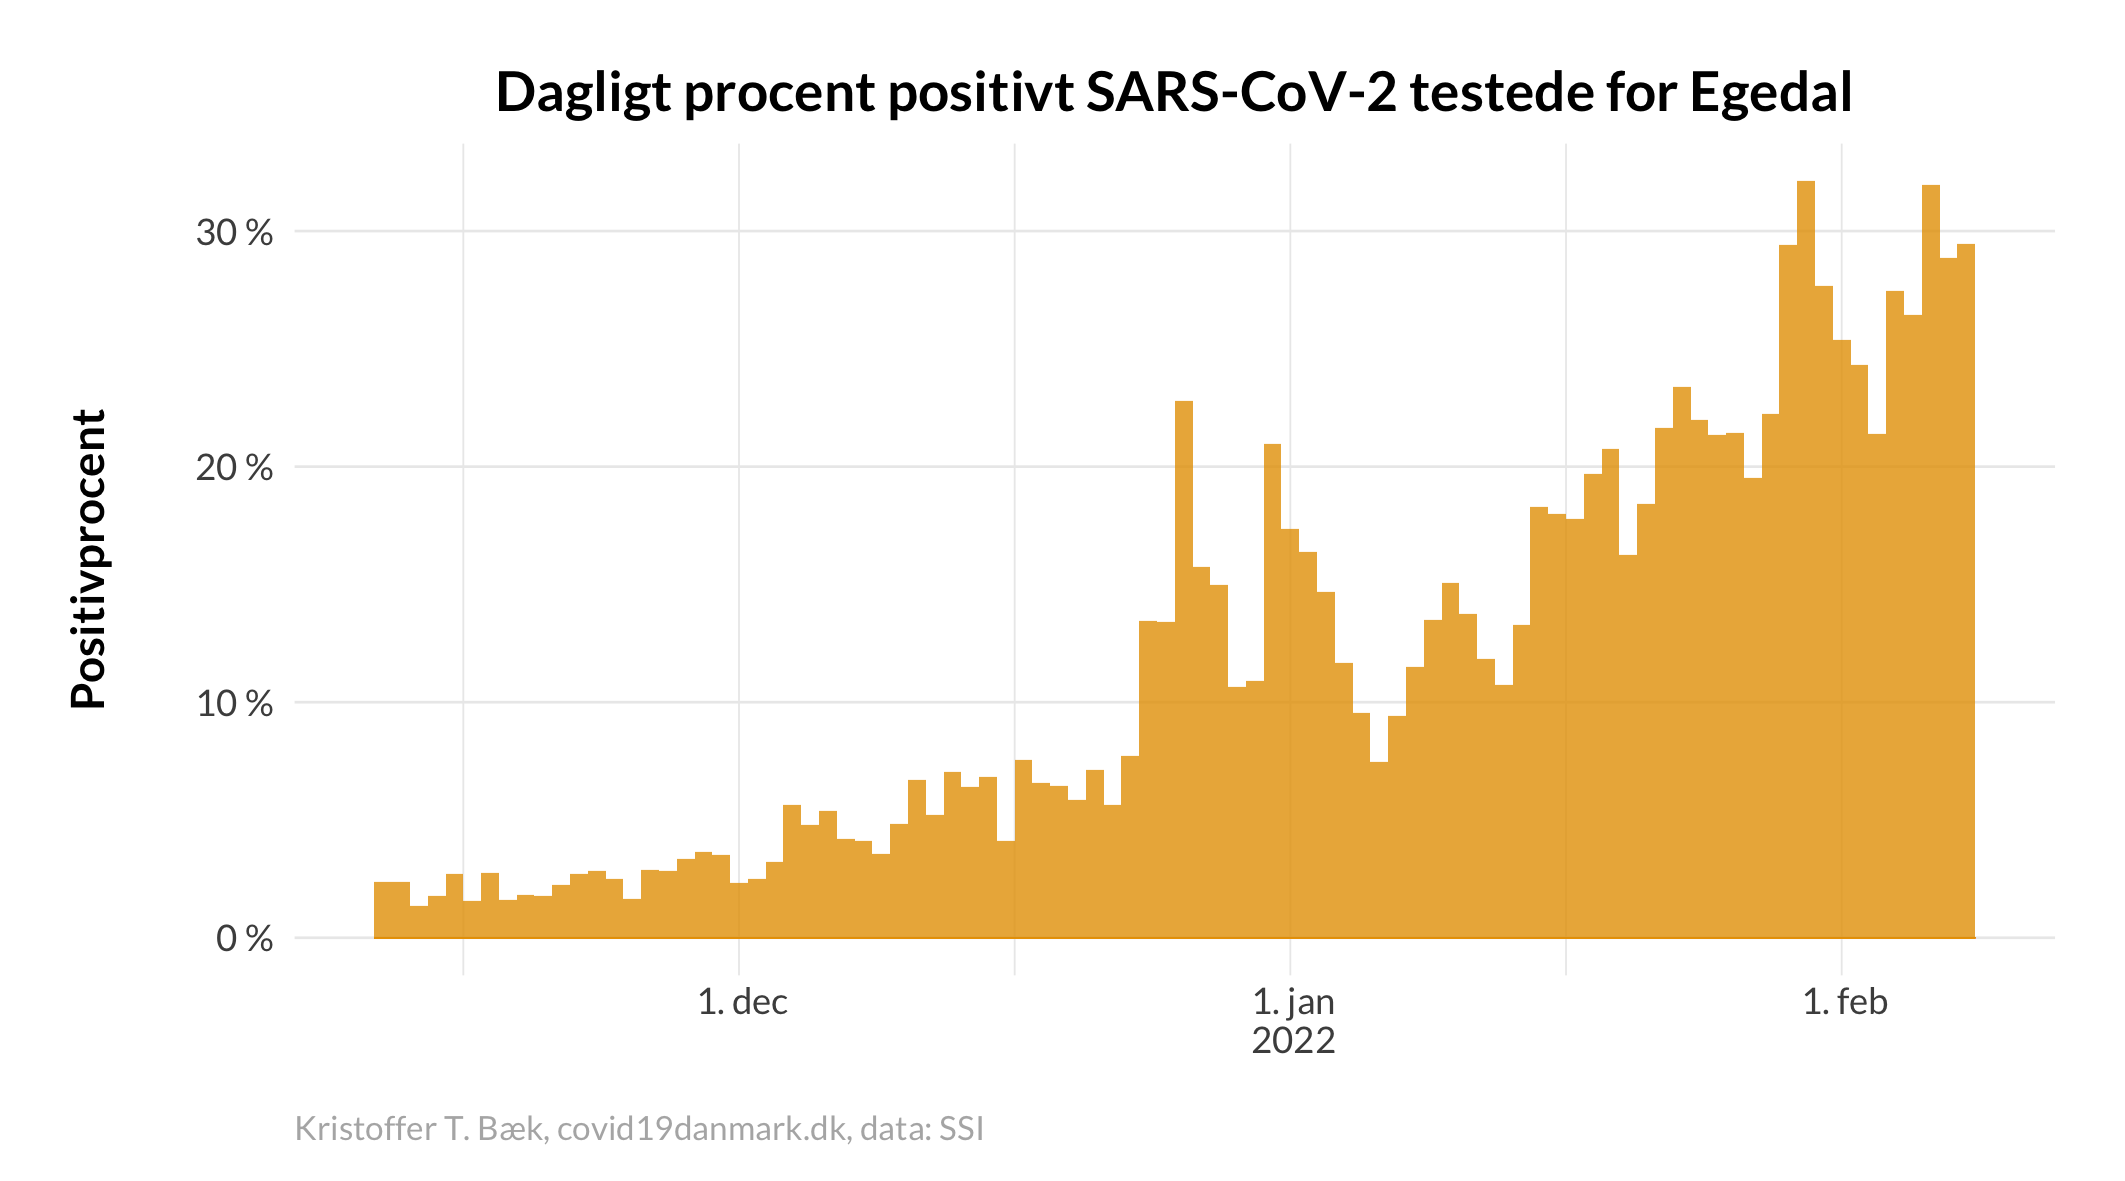 Dagligt procent positivt SARS-CoV-2 testede for Egedal
Positivprocent
30 %
20 %
10 %
0 %
1. dec
1. jan
2022
1. feb
Kristoffer T. Bæk, covid19danmark.dk, data: SSI